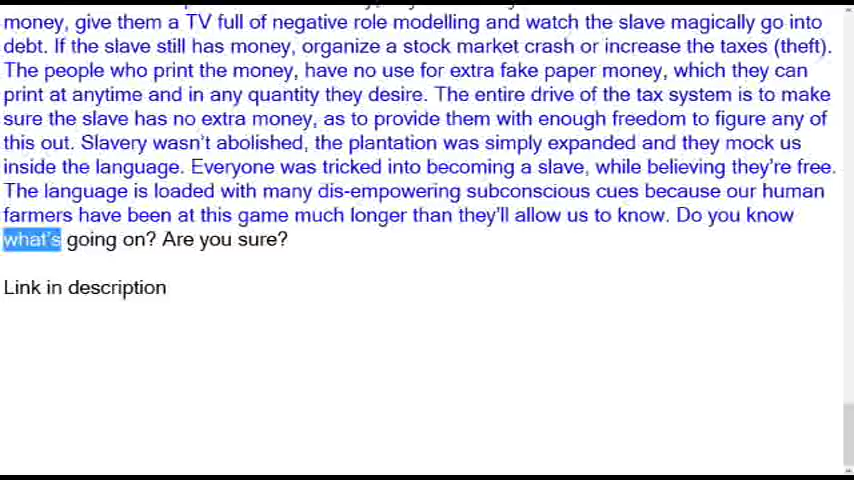 money, give them a TV full of negative role modelling and watch the slave magically go into
debt. If the slave still has money, organize a stock market crash or increase the taxes (theft).
The people who print the money, have no use for extra fake paper money, which they can
print at anytime and in any quantity they desire. The entire drive of the tax system is to make
sure the slave has no extra money, as to provide them with enough freedom to figure any of
this out. Slavery wasn't abolished, the plantation was simply expanded and they mock us
inside the language. Everyone was tricked into becoming a slave, while believing they're free.
The language is loaded with many dis-empowering subconscious cues because our human
farmers have been at this game much longer than they'll allow us to know. Do you know
what's going on? Are you sure?
Link in description